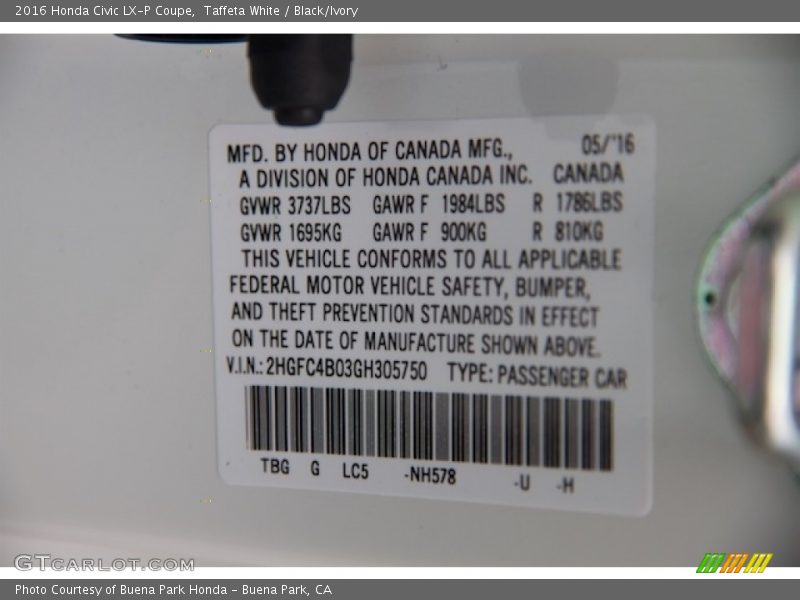 2016 Honda Civic LX-P Coupe, Taffeta White / Black/Ivory
MFD. BY HONDA OF CANADA MFG., 05/'16
A DIVISION OF HONDA CANADA INC. CANADA
GVWR 3737LBS GAWR F 1984LBS R 1786LBS
GVWR 1695KG GAWR F 900KG R 810KG
THIS VEHICLE CONFORMS TO ALL APPLICABLE
FEDERAL MOTOR VEHICLE SAFETY, BUMPER,
AND THEFT PREVENTION STANDARDS IN EFFECT
ON THE DATE OF MANUFACTURE SHOWN ABOVE.
V.I.N.: 2HGFC4B03GH305750 TYPE: PASSENGER CAR
TBG G LC5 -NH578 -U -H
GTCARLOT.COM
Photo Courtesy of Buena Park Honda - Buena Park, CA